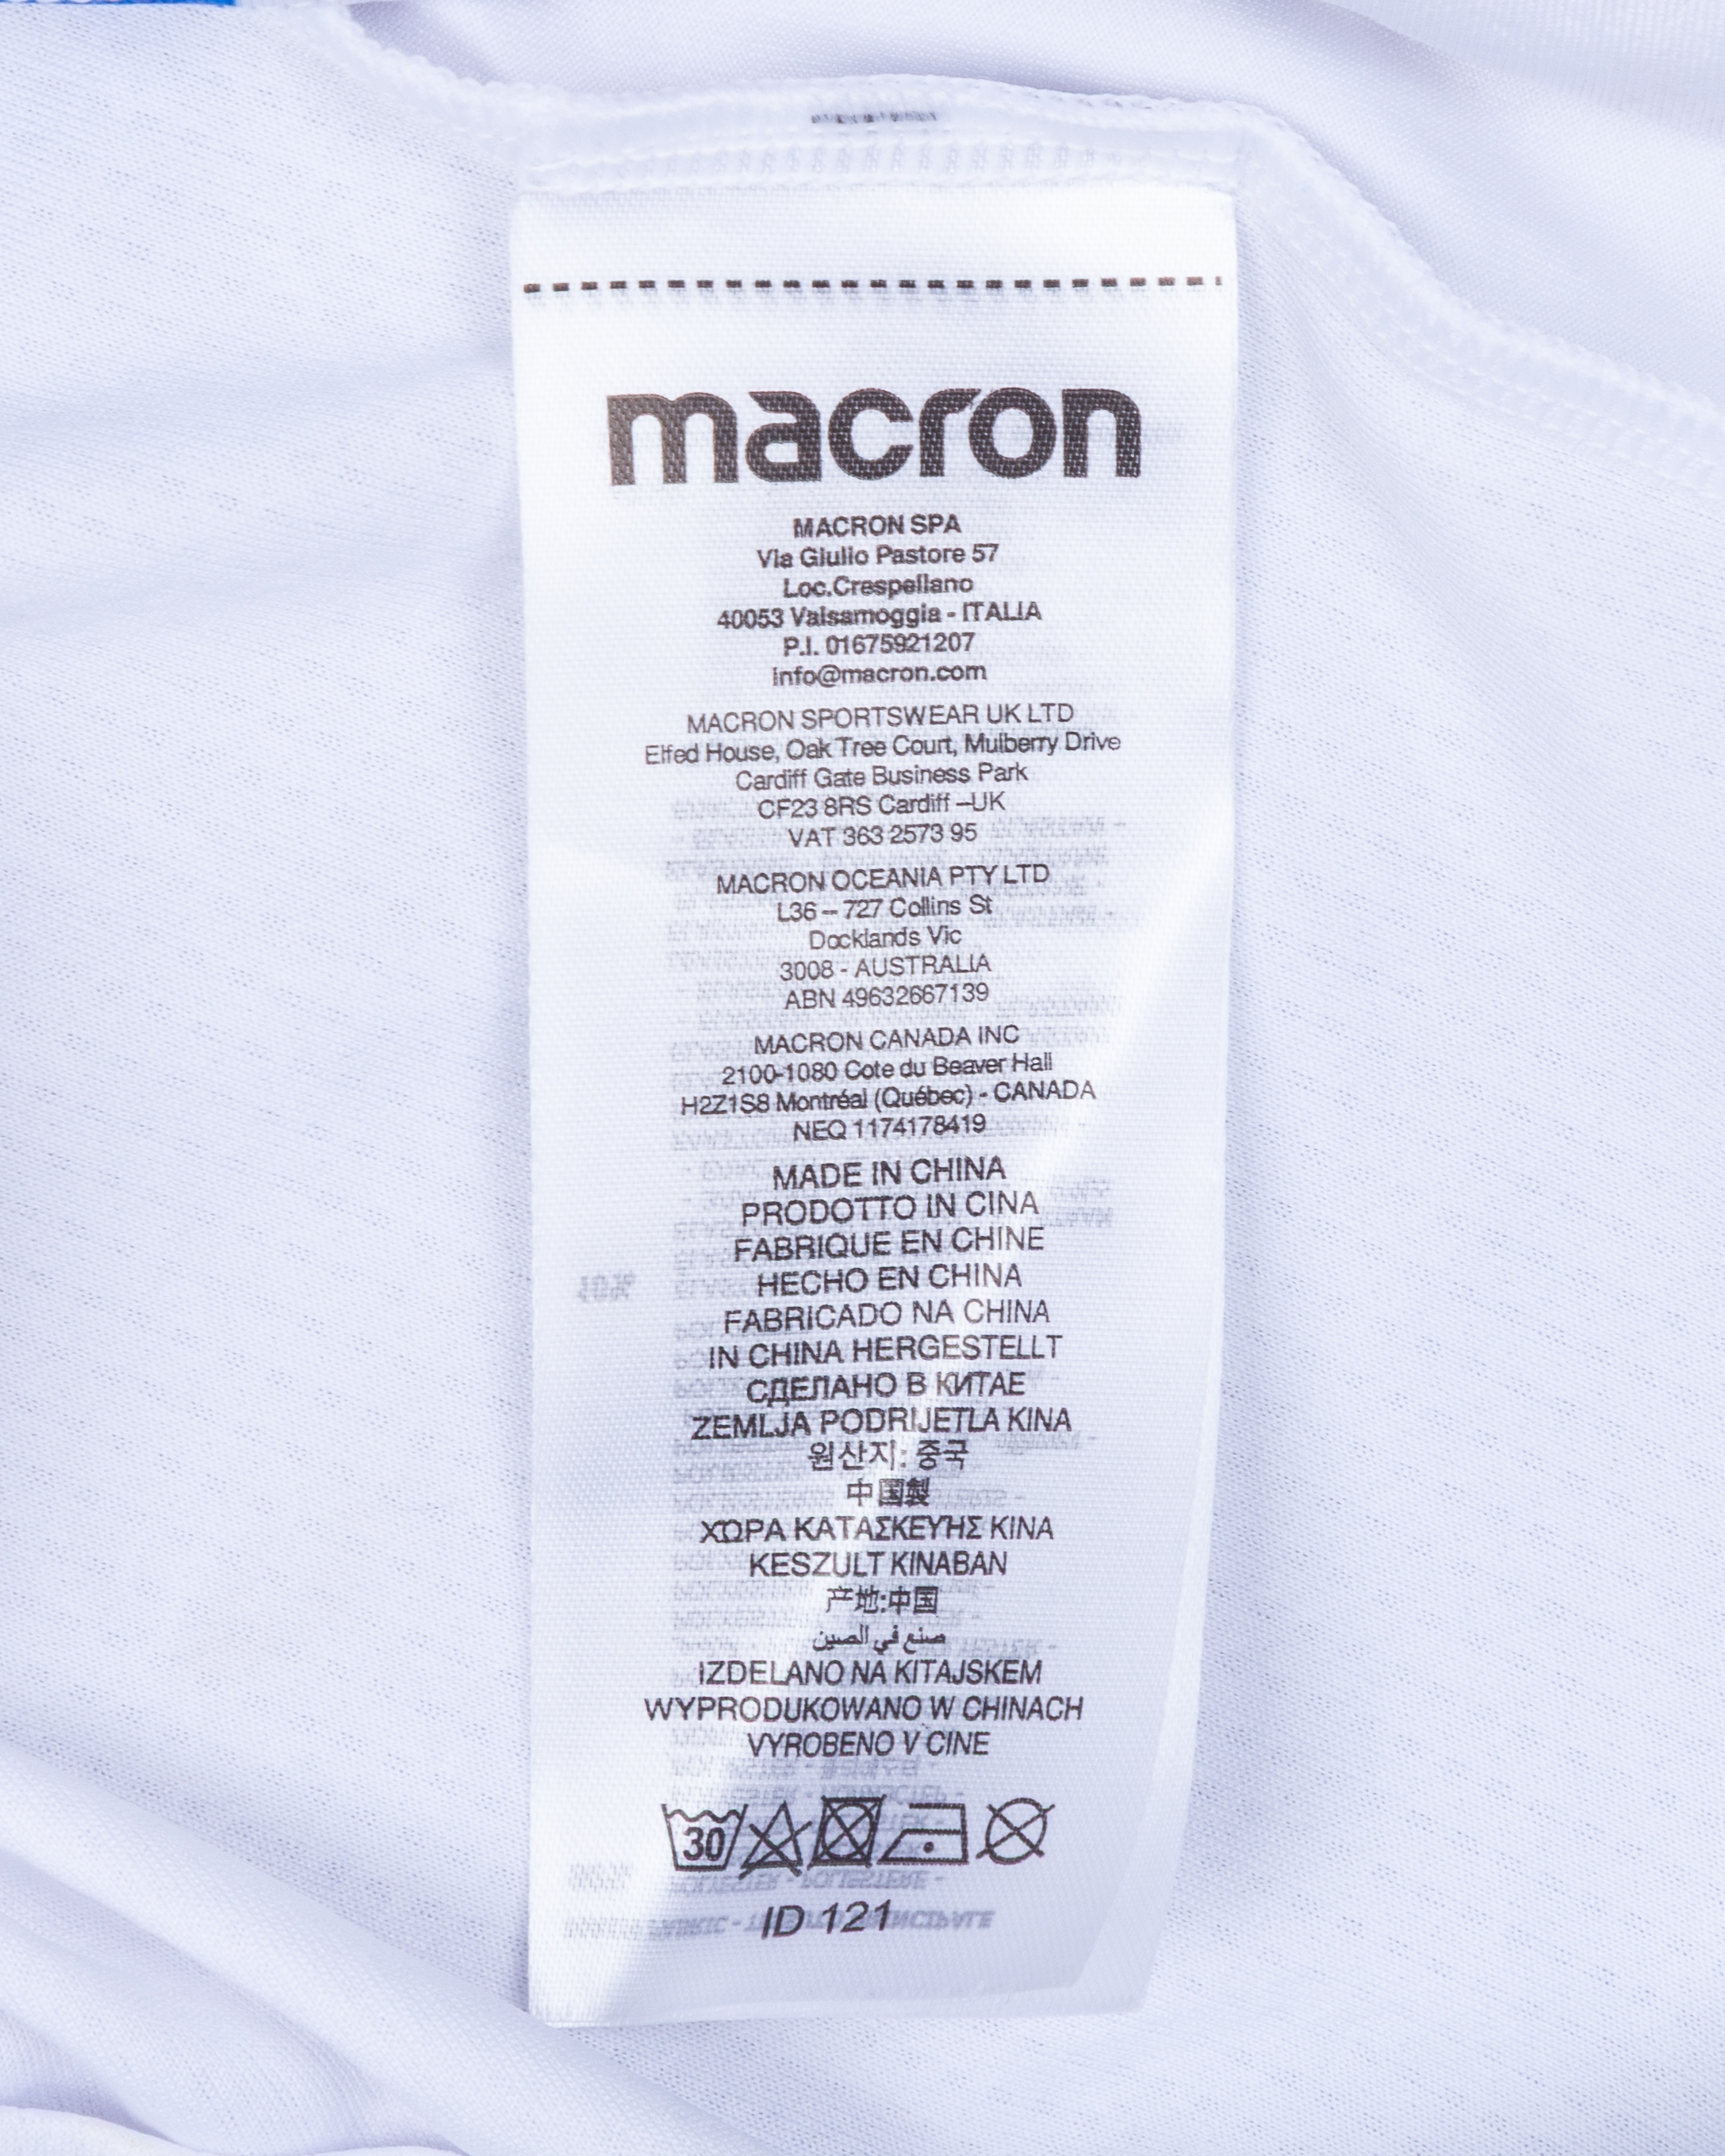 macron
MACRON SPA
Via Giulio Pastore 57
Loc.Crespellano
40053 Valsamoggia - ITALIA
P.I. 01675921207
info@macron.com
MACRON SPORTSWEAR UK LTD
Elfed House, Oak Tree Court, Mulberry Drive
Cardiff Gate Business Park
CF23 8RS Cardiff –UK
VAT 363 2573 95
MACRON OCEANIA PTY LTD
L36 – 727 Collins St
Docklands Vic
3008 - AUSTRALIA
ABN 49632667139
MACRON CANADA INC
2100-1080 Cote du Beaver Hall
H2Z1S8 Montréal (Québec) - CANADA
NEQ 1174178419
MADE IN CHINA
PRODOTTO IN CINA
FABRIQUE EN CHINE
HECHO EN CHINA
FABRICADO NA CHINA
IN CHINA HERGESTELLT
СДЕЛАНО В КИТАЕ
ZEMLJA PODRIJETLA KINA
원산지: 중국
中国製
ΧΩΡΑ ΚΑΤΑΣΚΕΥΗΣ ΚΙΝΑ
KESZULT KINABAN
产地:中国
صنع في الصين
IZDELANO NA KITAJSKEM
WYPRODUKOWANO W CHINACH
VYROBENO V CINE
30
ID 121